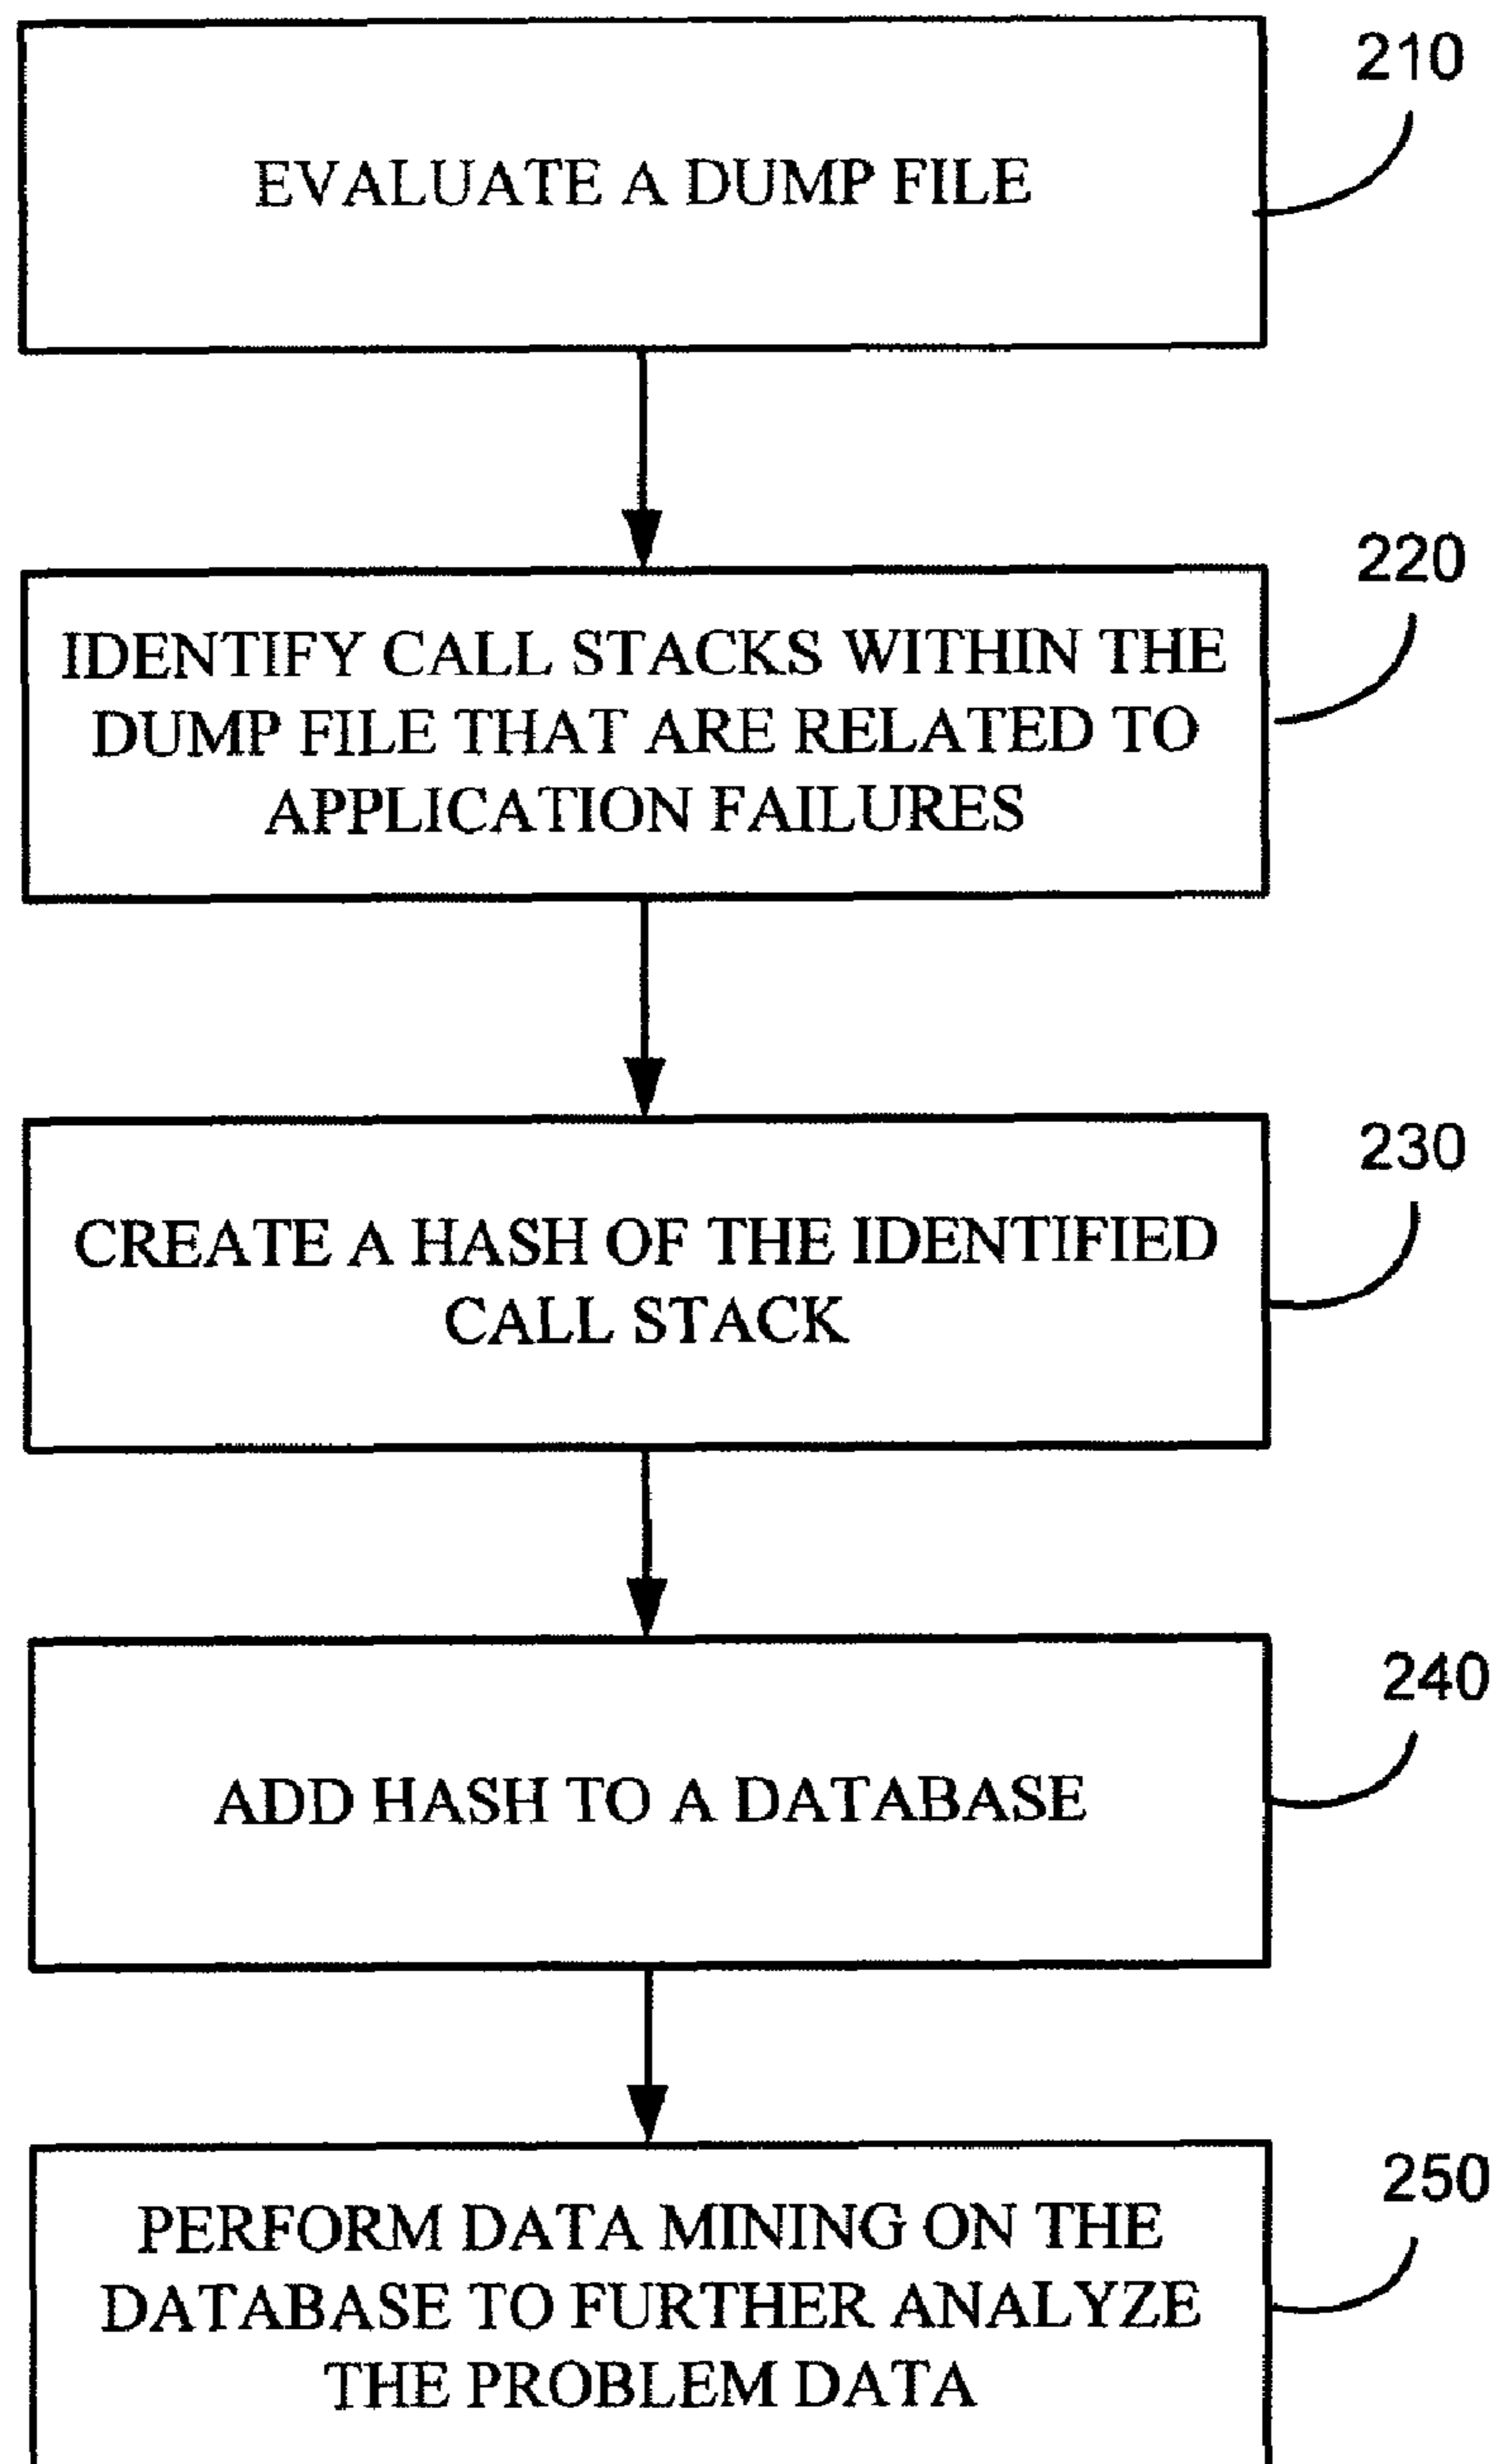 210
EVALUATE A DUMP FILE
220
IDENTIFY CALL STACKS WITHIN THE
DUMP FILE THAT ARE RELATED TO
APPLICATION FAILURES
230
CREATE A HASH OF THE IDENTIFIED
CALL STACK
240
ADD HASH TO A DATABASE
250
PERFORM DATA MINING ON THE
DATABASE TO FURTHER ANALYZE
THE PROBLEM DATA